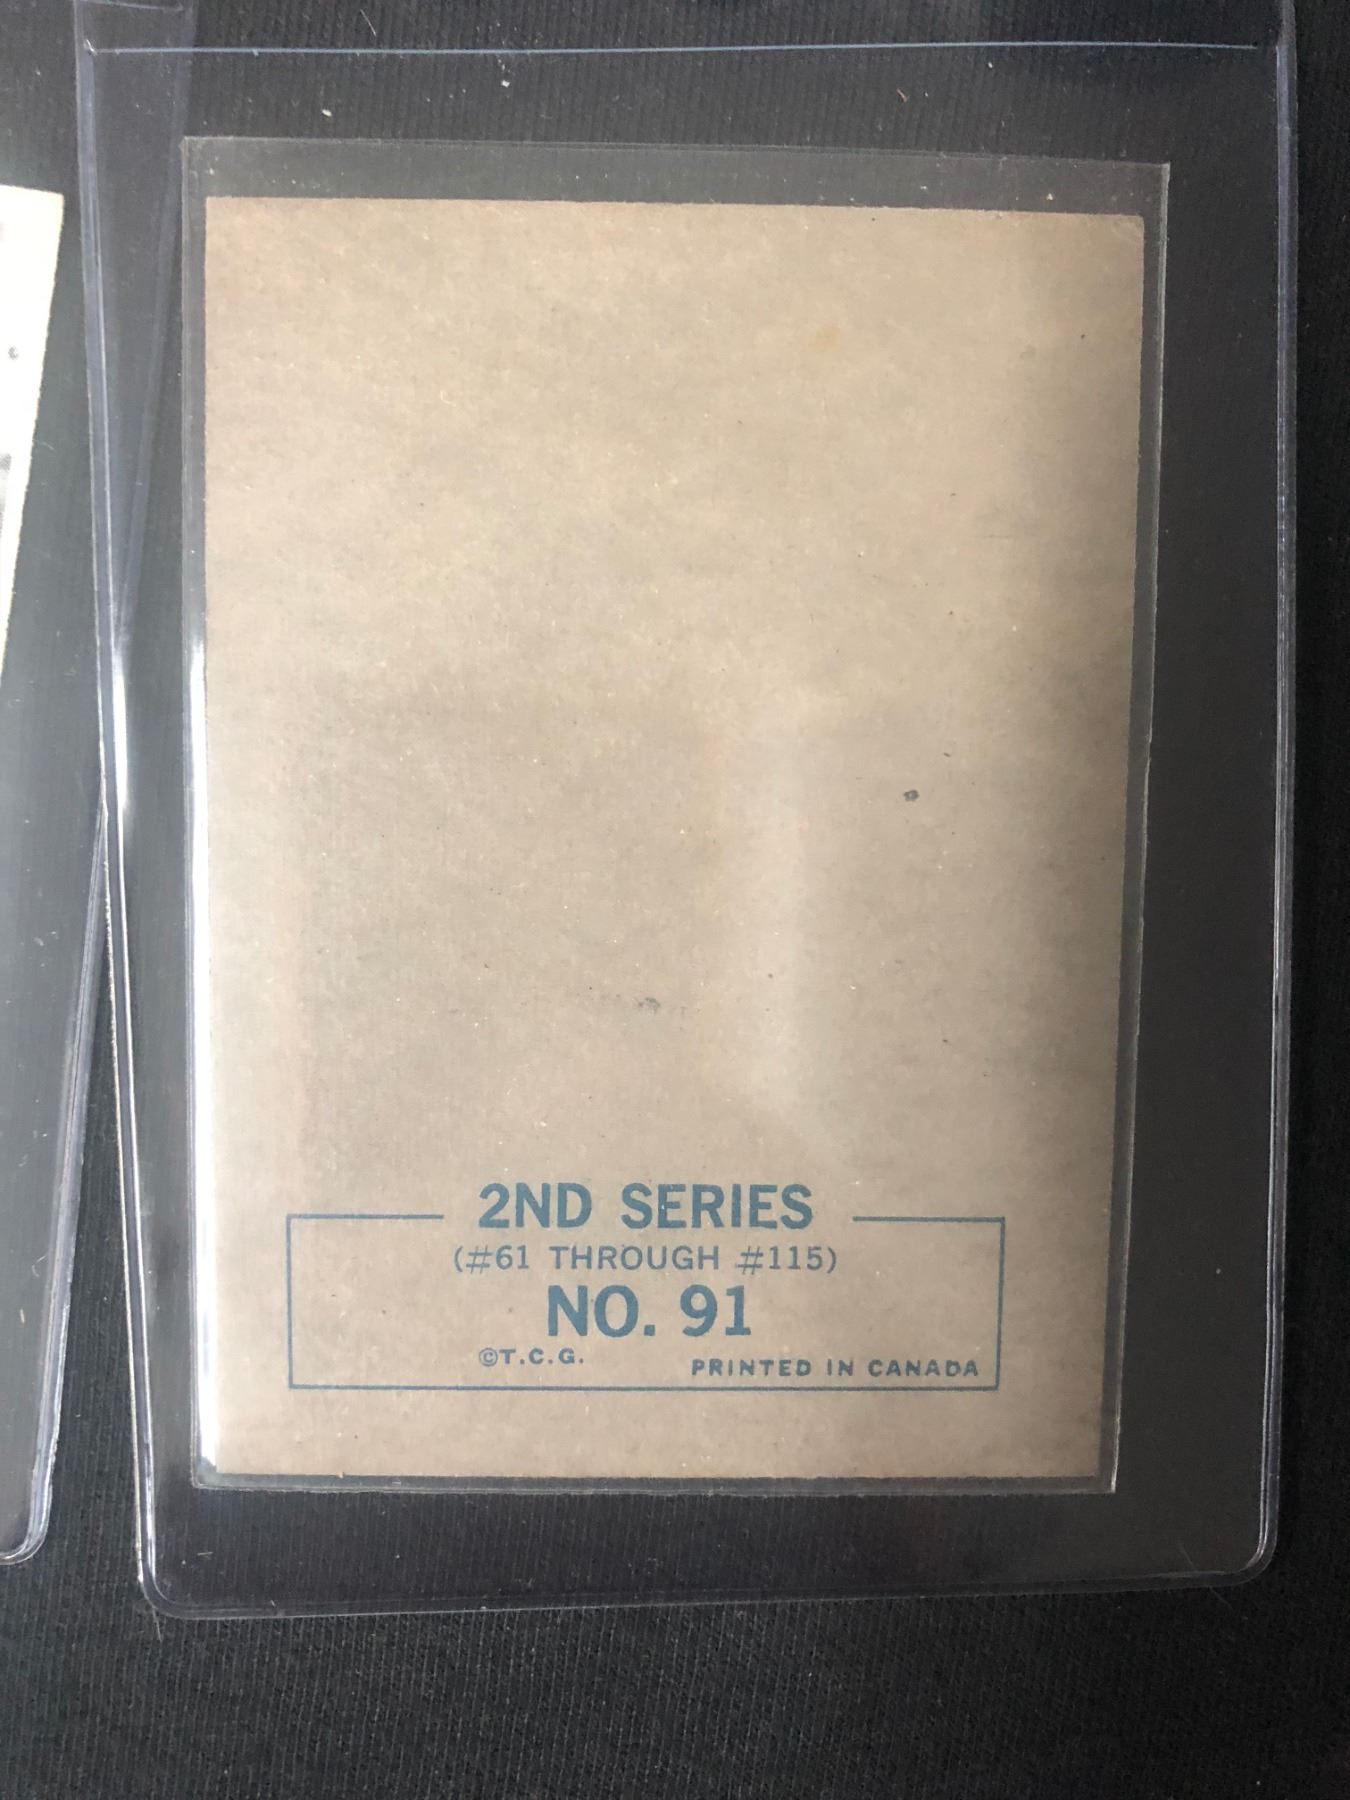 2ND SERIES
(#61 THROUGH #115)
NO. 91
©T.C.G. PRINTED IN CANADA